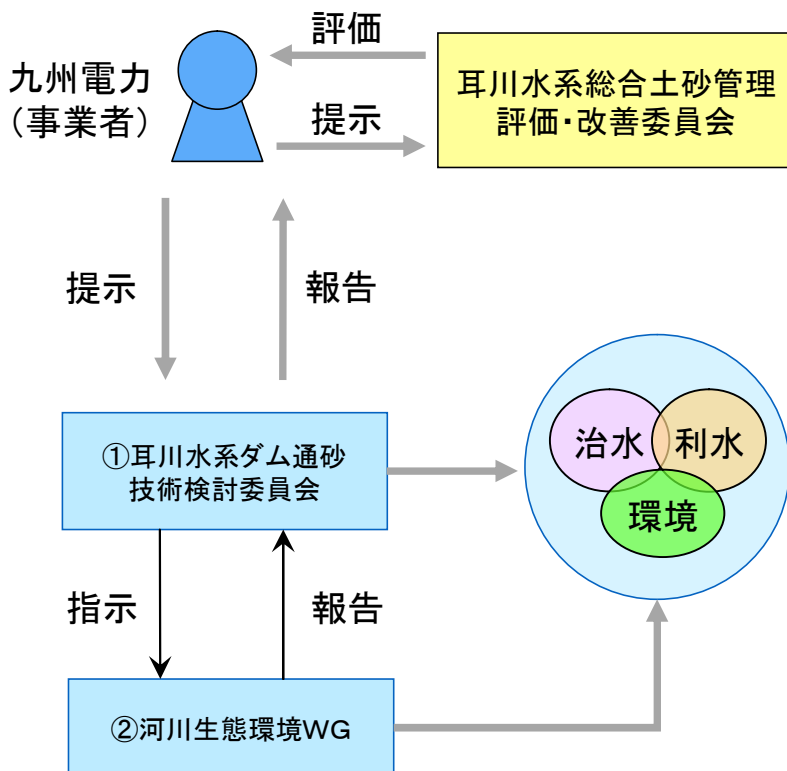 評価
九州電力
（事業者）
耳川水系総合土砂管理
評価・改善委員会
提示
提示
報告
①耳川水系ダム通砂
技術検討委員会
治水
利水
環境
指示
報告
②河川生態環境WG